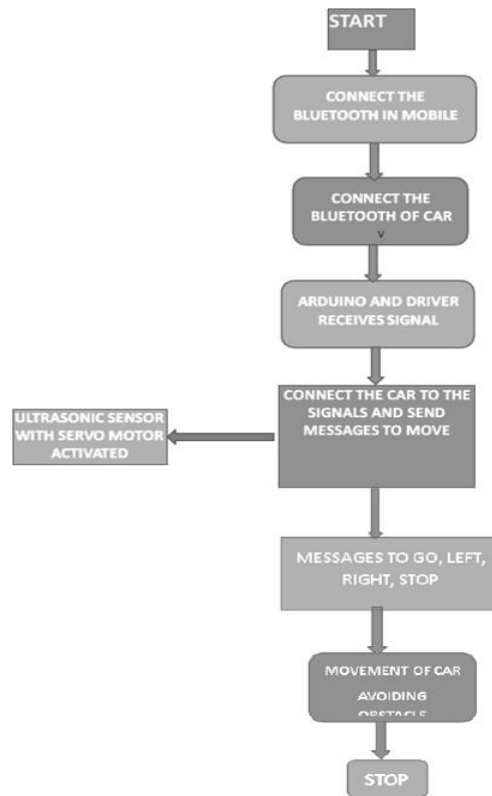 START
CONNECT THE
BLUETOOTH IN MOBILE
CONNECT THE
BLUETOOTH OF CAR
v
ARDUINO AND DRIVER
RECEIVES SIGNAL
CONNECT THE CAR TO THE
SIGNALS AND SEND
MESSAGES TO MOVE
ULTRASONIC SENSOR
WITH SERVO MOTOR
ACTIVATED
MESSAGES TO GO, LEFT,
RIGHT, STOP
MOVEMENT OF CAR
AVOIDING
OBSTACLE
STOP